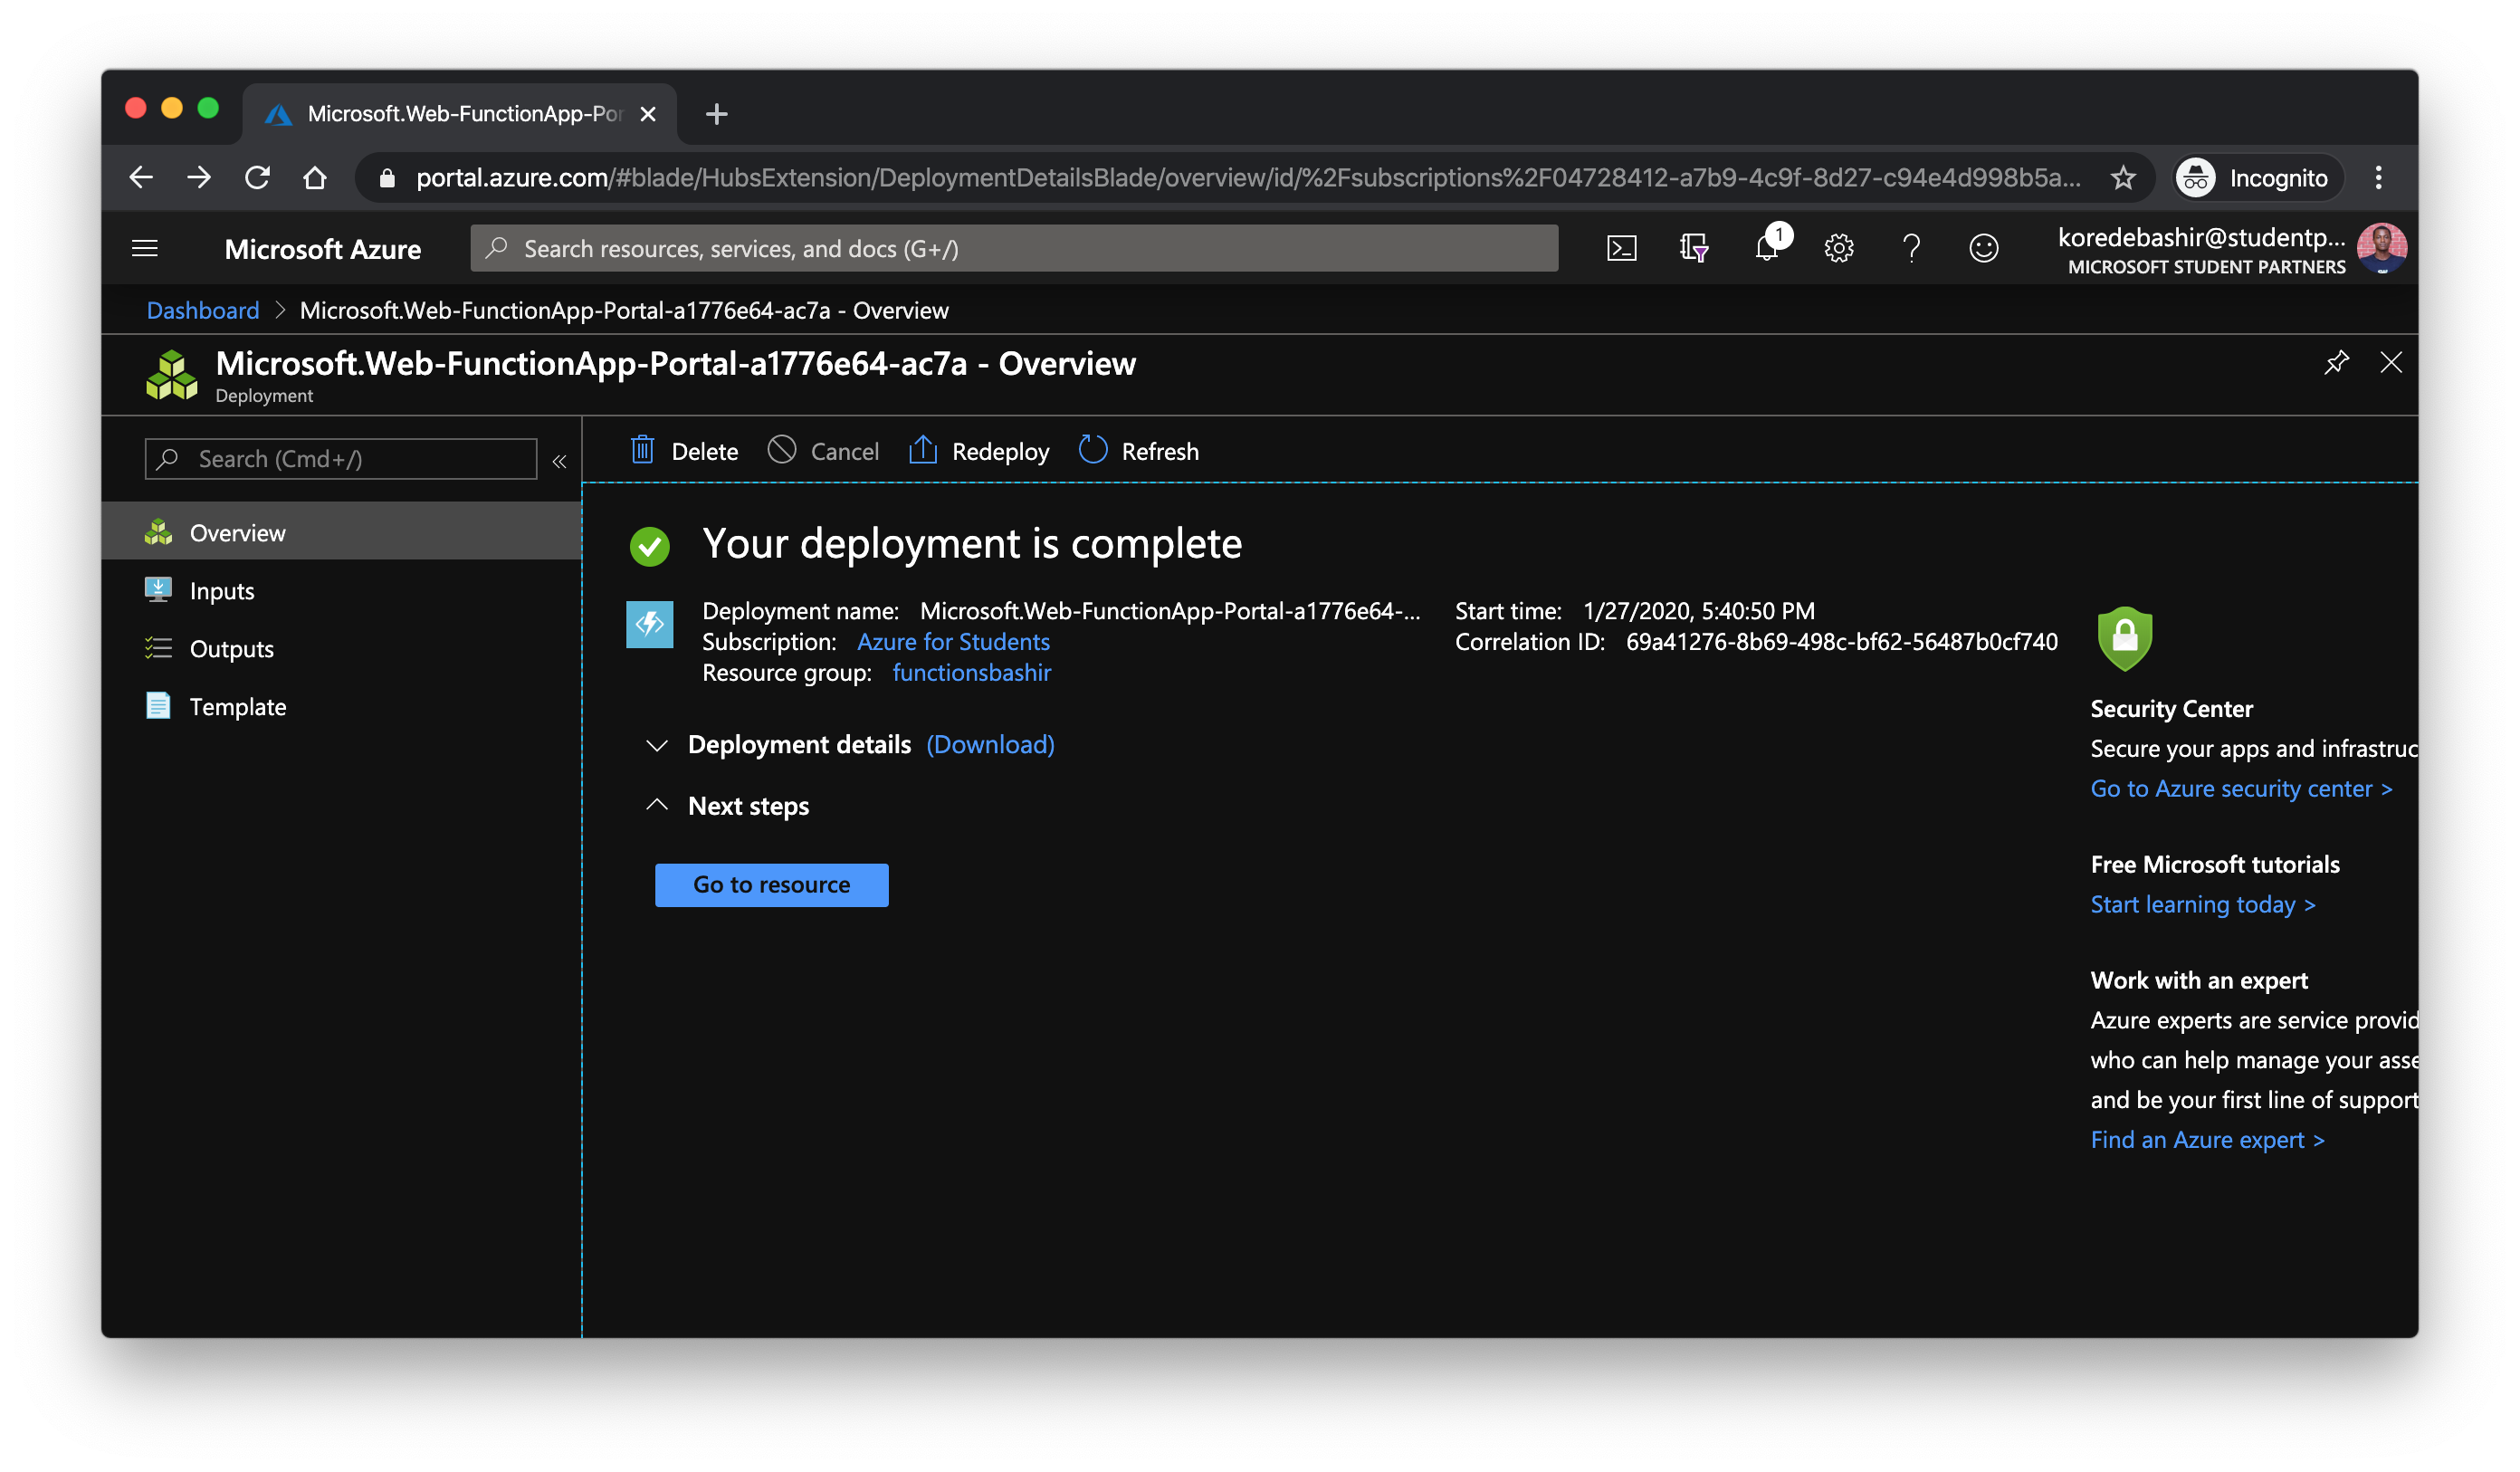 Microsoft.Web-FunctionApp-Por
portal.azure.com/#blade/HubsExtension/DeploymentDetailsBlade/overview/id/%2Fsubscriptions%2F04728412-a7b9-4c9f-8d27-c94e4d998b5a...
Incognito
Microsoft Azure
Search resources, services, and docs (G+/)
1
koredebashir@studentp...
MICROSOFT STUDENT PARTNERS
Dashboard > Microsoft.Web-FunctionApp-Portal-a1776e64-ac7a - Overview
Microsoft.Web-FunctionApp-Portal-a1776e64-ac7a - Overview
Deployment
Search (Cmd+/)
«
Overview
Inputs
Outputs
Template
Delete
Cancel
Redeploy
Refresh
Your deployment is complete
Deployment name: Microsoft.Web-FunctionApp-Portal-a1776e64-...
Subscription: Azure for Students
Resource group: functionsbashir
Start time: 1/27/2020, 5:40:50 PM
Correlation ID: 69a41276-8b69-498c-bf62-56487b0cf740
Deployment details (Download)
Next steps
Go to resource
Security Center
Secure your apps and infrastruc
Go to Azure security center >
Free Microsoft tutorials
Start learning today >
Work with an expert
Azure experts are service provid
who can help manage your asse
and be your first line of support
Find an Azure expert >